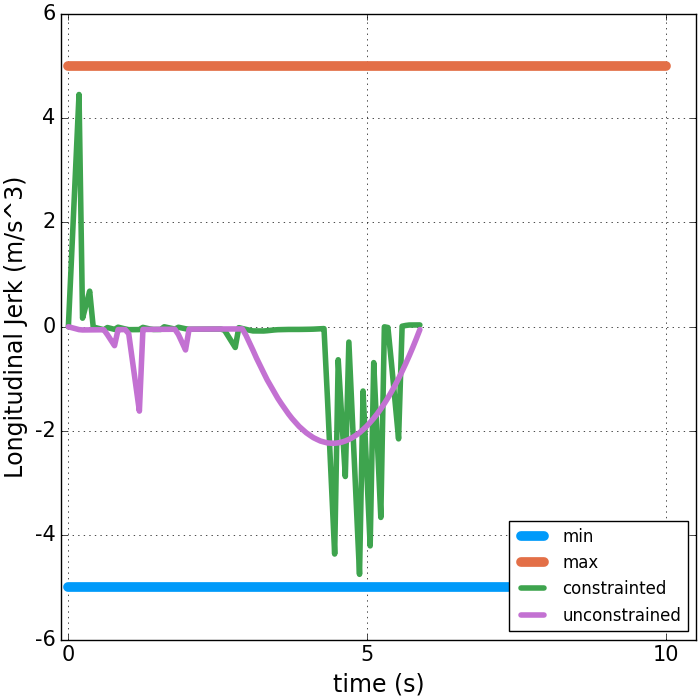 6
4
2
0
-2
-4
-6
Longitudinal Jerk (m/s^3)
0
5
10
time (s)
min
max
constrainted
unconstrained